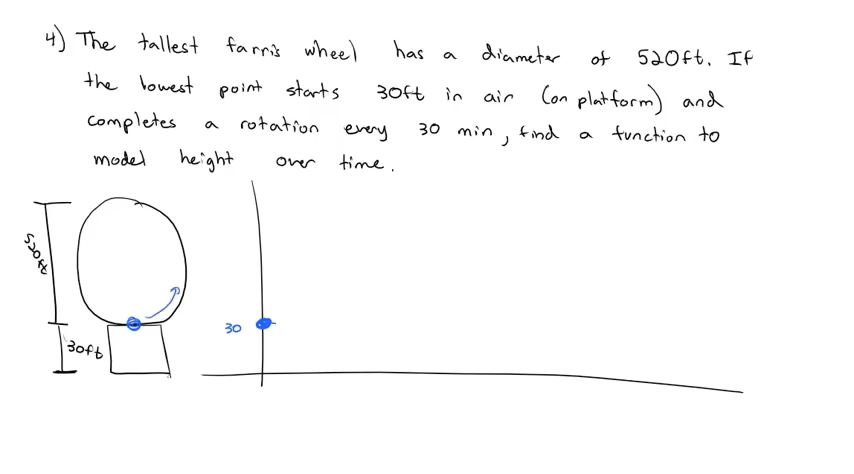 4) The tallest farris wheel has a diameter of 520ft. If
the lowest point starts 30ft in air (on platform) and
completes a rotation every 30 min, find a function to
model height over time.
520ft
30
30ft